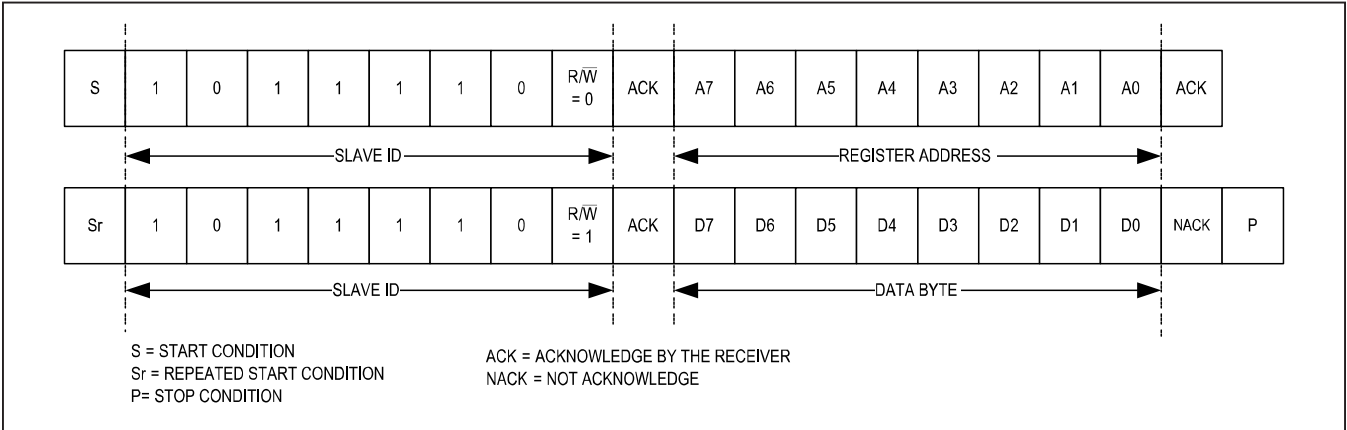 S 1 0 1 1 1 1 0 R/W̅ = 0 ACK A7 A6 A5 A4 A3 A2 A1 A0 ACK
SLAVE ID REGISTER ADDRESS
Sr 1 0 1 1 1 1 0 R/W̅ = 1 ACK D7 D6 D5 D4 D3 D2 D1 D0 NACK P
SLAVE ID DATA BYTE
S = START CONDITION
Sr = REPEATED START CONDITION
P= STOP CONDITION
ACK = ACKNOWLEDGE BY THE RECEIVER
NACK = NOT ACKNOWLEDGE